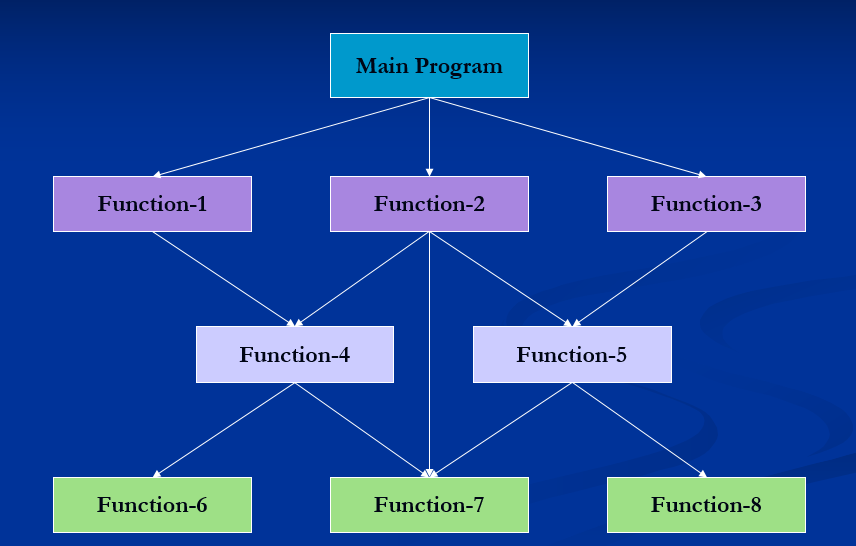 Main Program
Function-1
Function-2
Function-3
Function-4
Function-5
Function-6
Function-7
Function-8